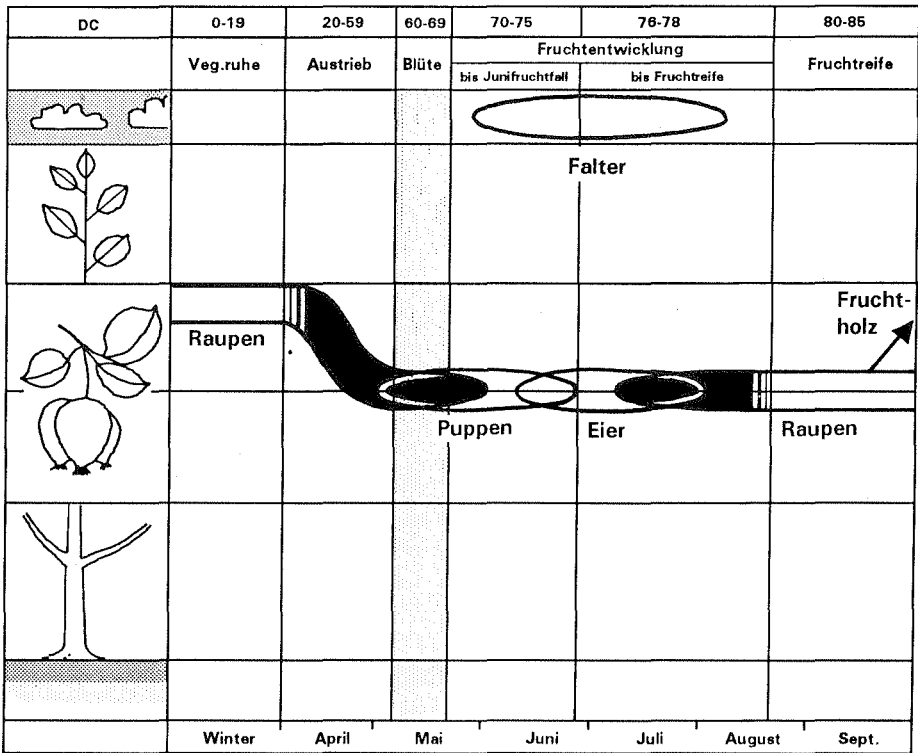 DC 0-19 20-59 60-69 70-75 76-78 80-85
Veg.ruhe Austrieb Blüte Fruchtentwicklung Fruchtreife
bis Junifruchtfall bis Fruchtreife
Falter
Frucht-
holz
Raupen
Puppen Eier Raupen
Winter April Mai Juni Juli August Sept.